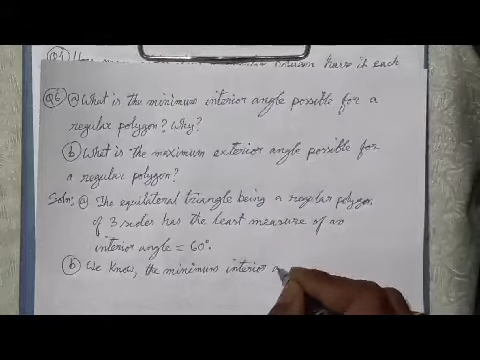 Q6) (a) What is the minimum interior angle possible for a
regular polygon? Why?
(b) What is the maximum exterior angle possible for
a regular polygon?
Soln: (a) The equilateral triangle being a regular polygon
of 3 sides has the least measure of an
interior angle = 60°.
(b) We know, the minimum interior a